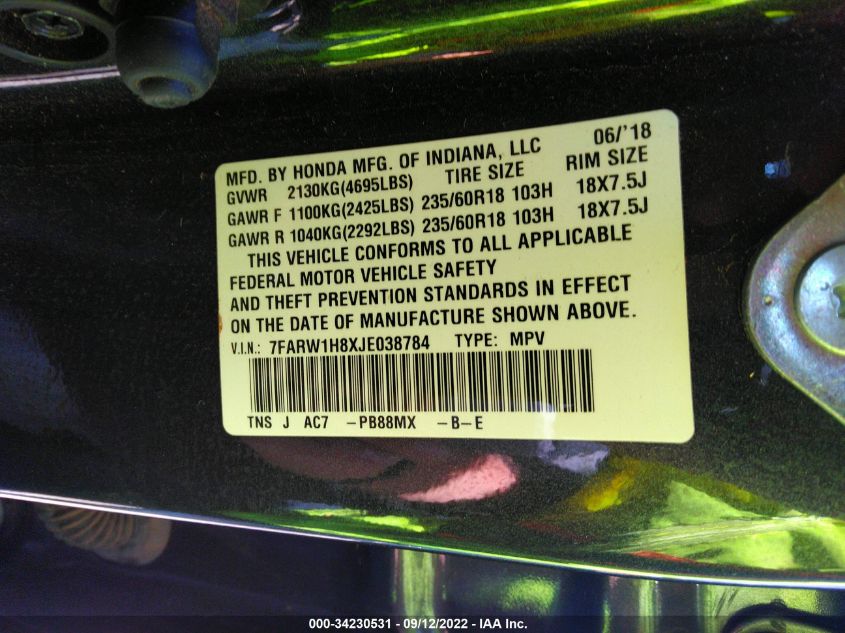 MFD. BY HONDA MFG. OF INDIANA, LLC 06/'18
GVWR 2130KG(4695LBS) TIRE SIZE RIM SIZE
GAWR F 1100KG(2425LBS) 235/60R18 103H 18X7.5J
GAWR R 1040KG(2292LBS) 235/60R18 103H 18X7.5J
THIS VEHICLE CONFORMS TO ALL APPLICABLE
FEDERAL MOTOR VEHICLE SAFETY
AND THEFT PREVENTION STANDARDS IN EFFECT
ON THE DATE OF MANUFACTURE SHOWN ABOVE.
V.I.N.: 7FARW1H8XJE038784 TYPE: MPV
TNS J AC7 -PB88MX -B-E
000-34230531 - 09/12/2022 - IAA Inc.